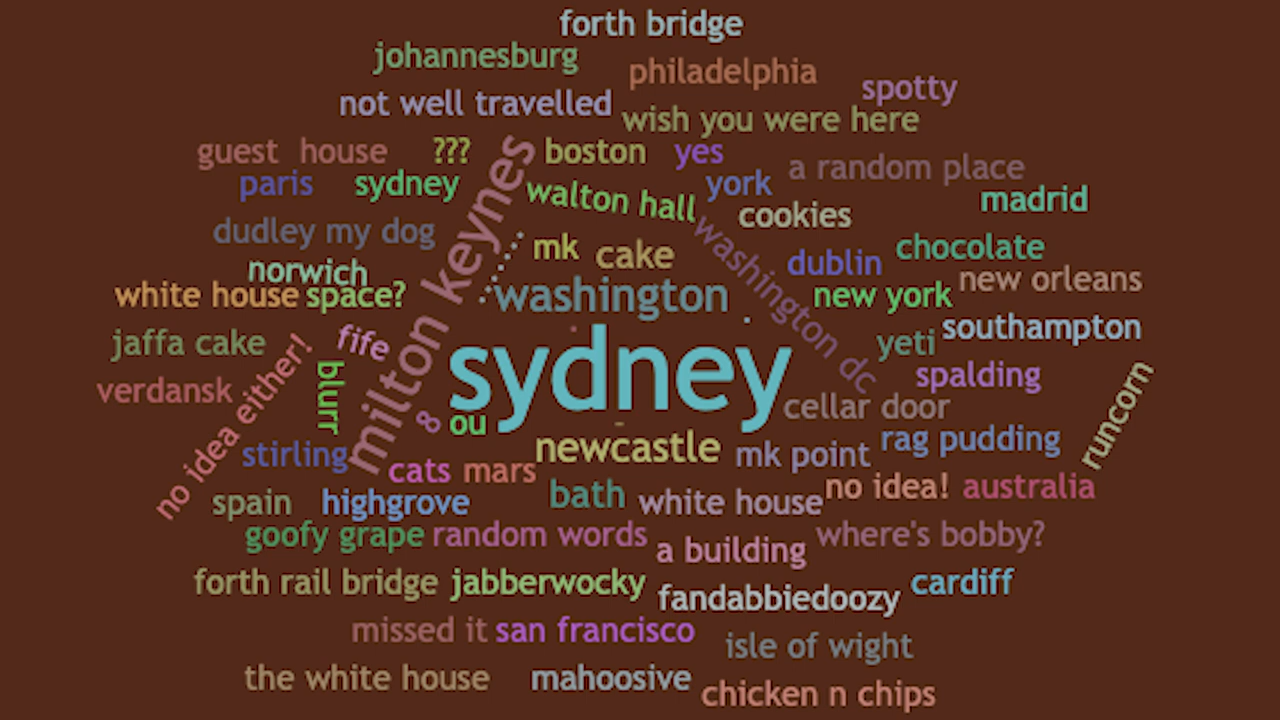 forth bridge
johannesburg
philadelphia
spotty
not well travelled
wish you were here
guest house
???
boston
yes
a random place
paris
sydney
milton keynes
walton hall
york
madrid
cookies
dudley my dog
mk
cake
washington dc
dublin
chocolate
norwich
new orleans
white house
space?
.......
washington
new york
jaffa cake
fife
.
.
southampton
yeti
sydney
verdansk
no idea either!
blurr
spalding
runcorn
8
ou
-
cellar door
stirling
newcastle
mk point
rag pudding
cats
mars
spain
highgrove
bath
white house
no idea!
australia
goofy grape
random words
a building
where's bobby?
forth rail bridge
jabberwocky
fandabbiedoozy
cardiff
missed it
san francisco
isle of wight
the white house
mahoosive
chicken n chips